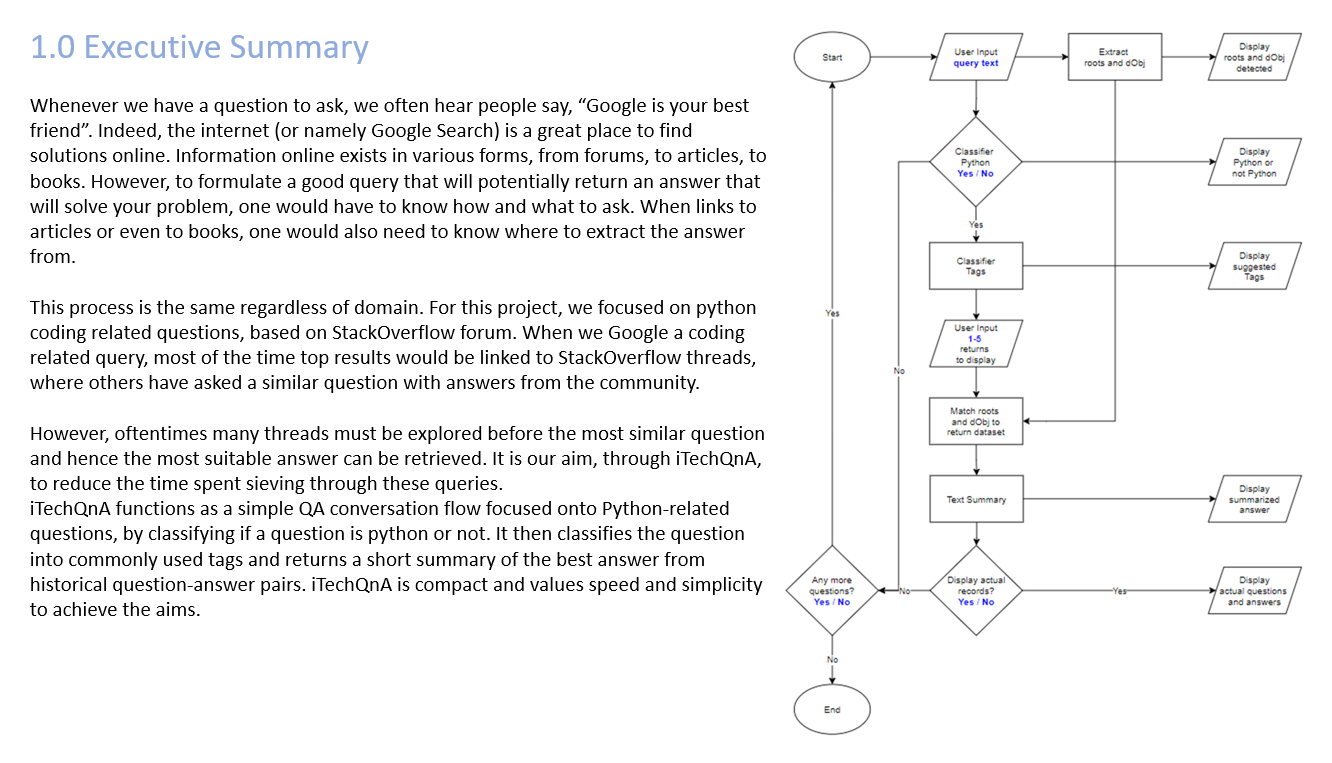 1.0 Executive Summary
Whenever we have a question to ask, we often hear people say, “Google is your best
friend”. Indeed, the internet (or namely Google Search) is a great place to find
solutions online. Information online exists in various forms, from forums, to articles, to
books. However, to formulate a good query that will potentially return an answer that
will solve your problem, one would have to know how and what to ask. When links to
articles or even to books, one would also need to know where to extract the answer
from.
This process is the same regardless of domain. For this project, we focused on python
coding related questions, based on StackOverflow forum. When we Google a coding
related query, most of the time top results would be linked to StackOverflow threads,
where others have asked a similar question with answers from the community.
However, oftentimes many threads must be explored before the most similar question
and hence the most suitable answer can be retrieved. It is our aim, through iTechQnA,
to reduce the time spent sieving through these queries.
iTechQnA functions as a simple QA conversation flow focused onto Python-related
questions, by classifying if a question is python or not. It then classifies the question
into commonly used tags and returns a short summary of the best answer from
historical question-answer pairs. iTechQnA is compact and values speed and simplicity
to achieve the aims.
Start
User Input
query text
Extract
roots and dObj
Display
roots and dObj
detected
Classifier
Python
Yes / No
Display
Python or
not Python
Yes
Classifier
Tags
Display
suggested
Tags
Yes
User Input
1-5
returns
to display
No
Match roots
and dObj to
return dataset
Text Summary
Display
summarized
answer
Any more
questions?
Yes / No
No
Display actual
records?
Yes / No
Yes
Display
actual questions
and answers
No
End